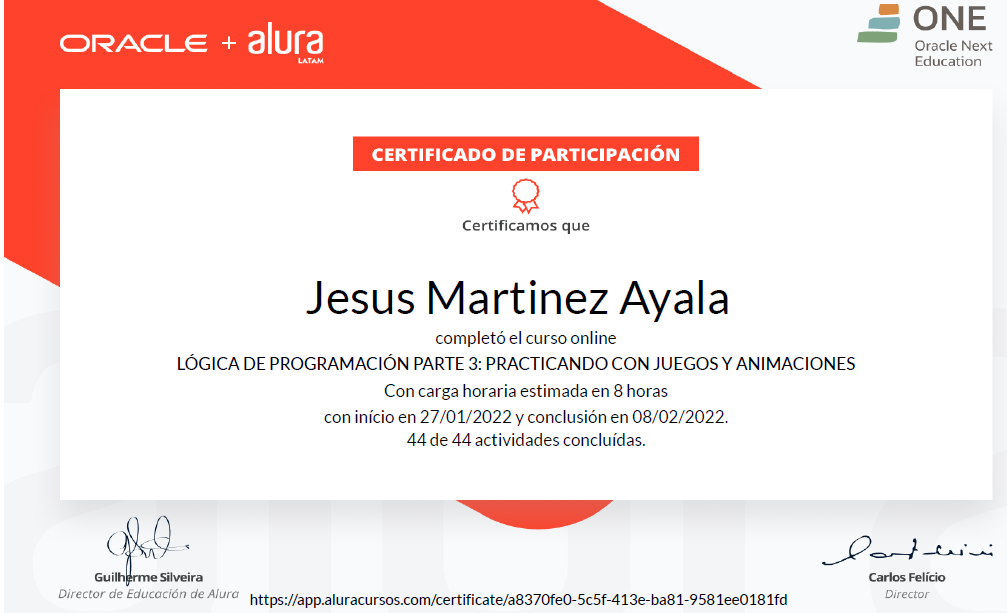 ORACLE + alura
LATAM
ONE
Oracle Next
Education
CERTIFICADO DE PARTICIPACIÓN
Certificamos que
Jesus Martinez Ayala
completó el curso online
LÓGICA DE PROGRAMACIÓN PARTE 3: PRACTICANDO CON JUEGOS Y ANIMACIONES
Con carga horaria estimada en 8 horas
con início en 27/01/2022 y conclusión en 08/02/2022.
44 de 44 actividades concluídas.
Guilherme Silveira
Director de Educación de Alura
https://app.aluracursos.com/certificate/a8370fe0-5c5f-413e-ba81-9581ee0181fd
Carlos Felício
Director